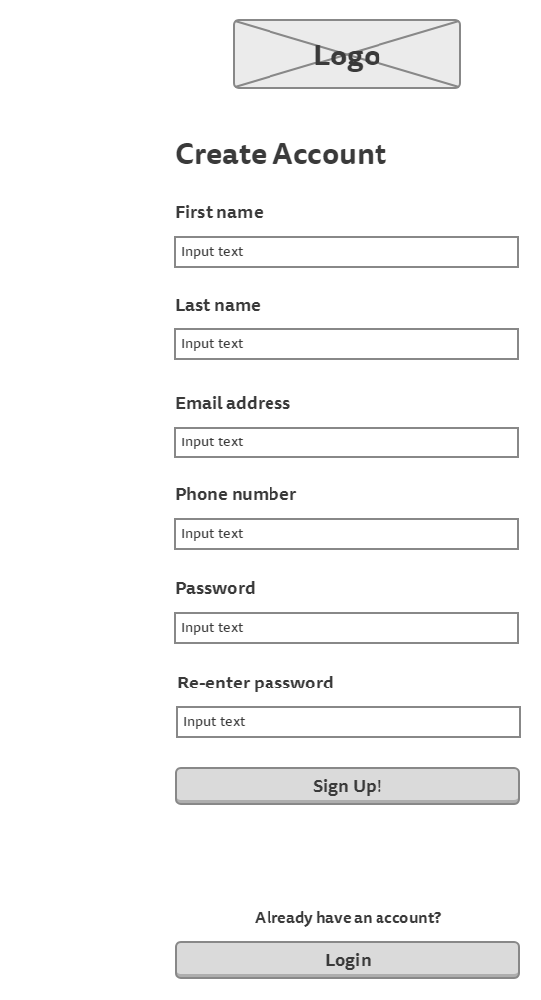 Logo
Create Account
First name
Input text
Last name
Input text
Email address
Input text
Phone number
Input text
Password
Input text
Re-enter password
Input text
Sign Up!
Already have an account?
Login